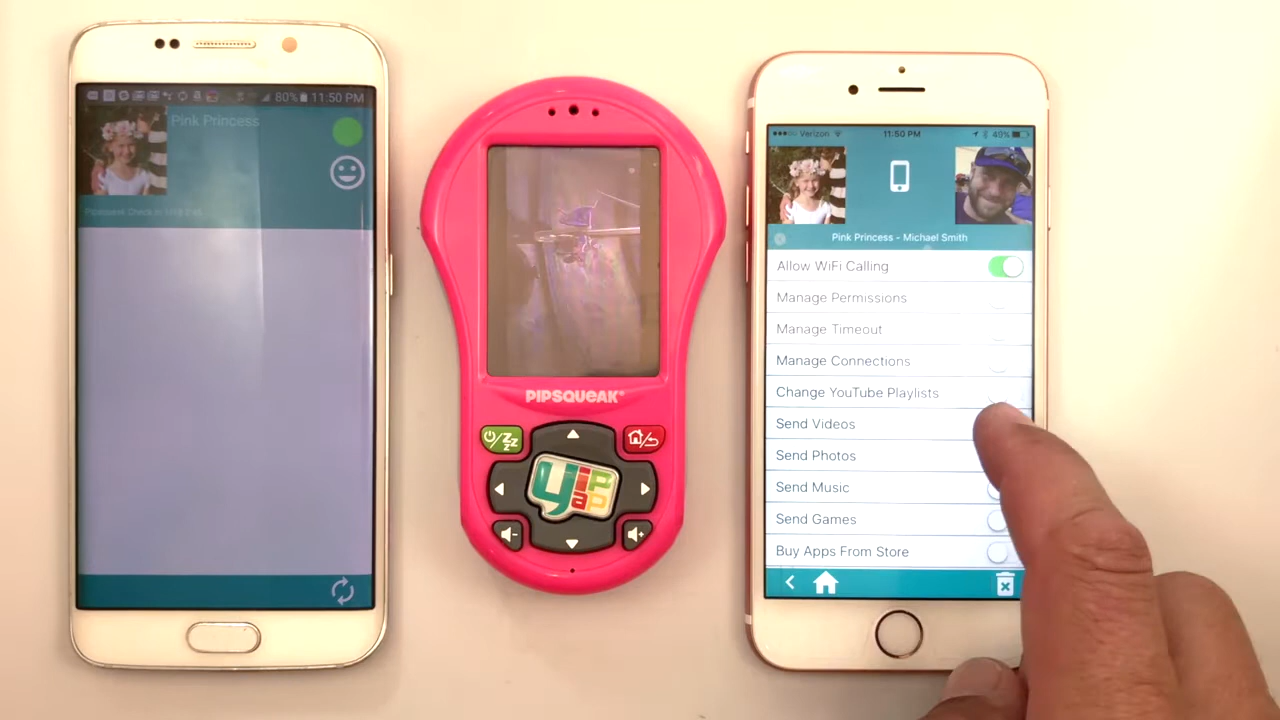 80% 11:50 PM
Pink Princess
PIPSQUEAK®
Z Z Z
yip
yap
Verizon 11:50 PM 49%
Pink Princess - Michael Smith
Allow WiFi Calling
Manage Permissions
Manage Timeout
Manage Connections
Change YouTube Playlists
Send Videos
Send Photos
Send Music
Send Games
Buy Apps From Store